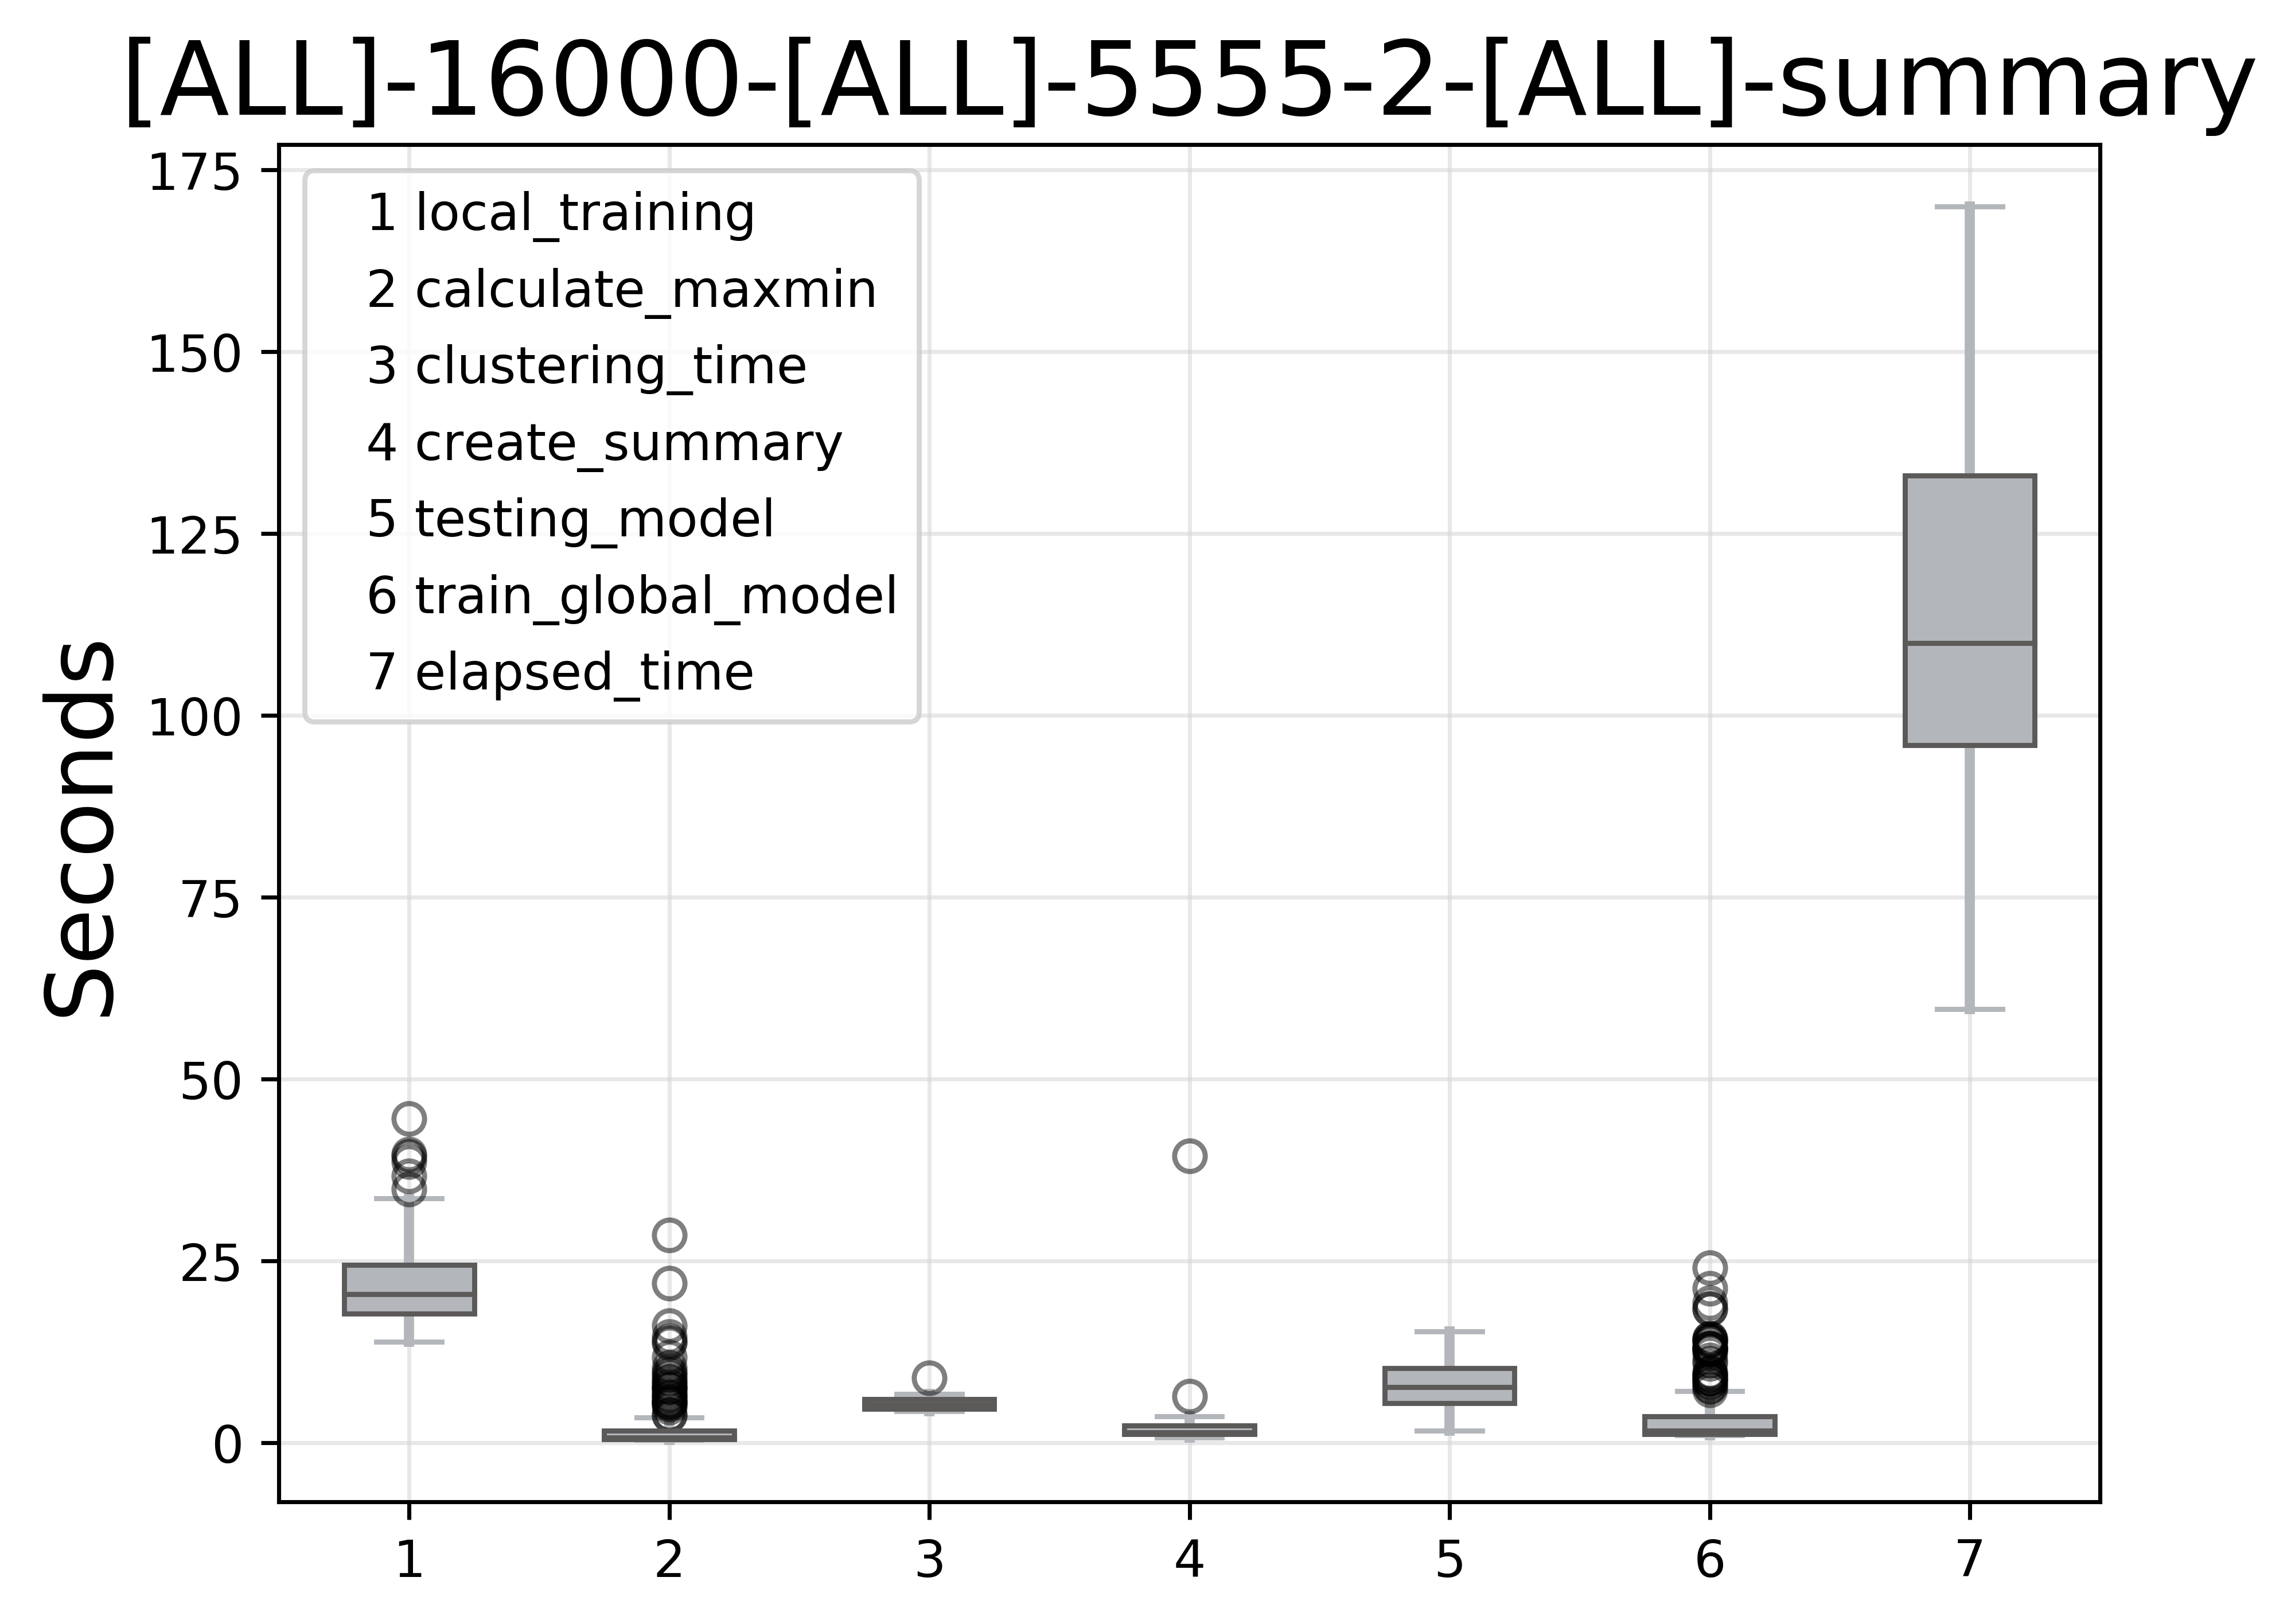 [ALL]-16000-[ALL]-5555-2-[ALL]-summary
Seconds
175
150
125
100
75
50
25
0
1 local_training
2 calculate_maxmin
3 clustering_time
4 create_summary
5 testing_model
6 train_global_model
7 elapsed_time
1 2 3 4 5 6 7